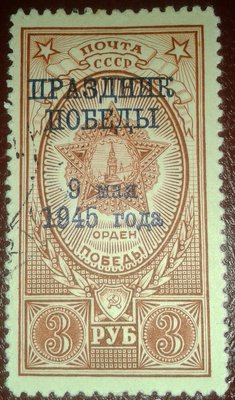 ПОЧТА
СССР
ПРАЗДНИК
ПОБЕДЫ
9 мая
1945 года
ОРДЕН
ПОБЕДЫ
3 РУБ 3